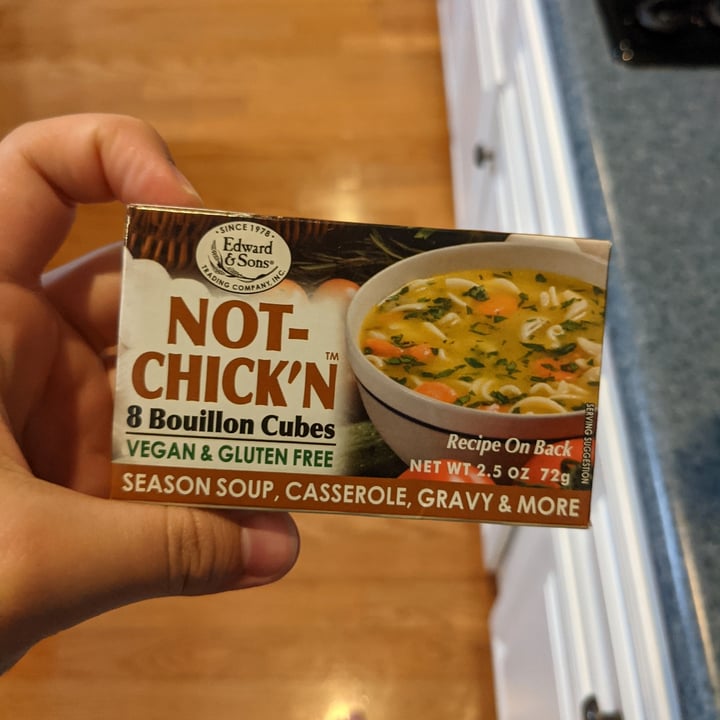 • SINCE 1978 •
Edward
& Sons®
TRADING COMPANY, INC.
NOT-
CHICK'N™
8 Bouillon Cubes
VEGAN & GLUTEN FREE
Recipe On Back
NET WT 2.5 OZ 72g
SERVING SUGGESTION
SEASON SOUP, CASSEROLE, GRAVY & MORE